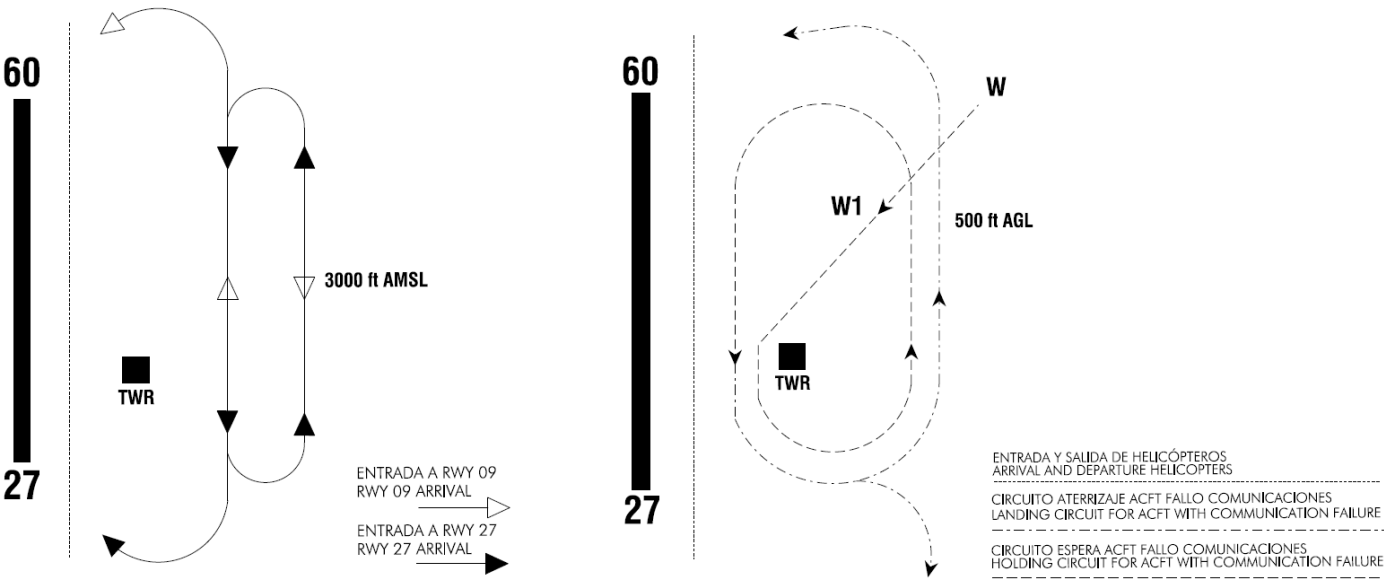 60
27
TWR
3000 ft AMSL
ENTRADA A RWY 09
RWY 09 ARRIVAL
ENTRADA A RWY 27
RWY 27 ARRIVAL
60
27
W
W1
500 ft AGL
TWR
ENTRADA Y SALIDA DE HELICÓPTEROS
ARRIVAL AND DEPARTURE HELICOPTERS
CIRCUITO ATERRIZAJE ACFT FALLO COMUNICACIONES
LANDING CIRCUIT FOR ACFT WITH COMMUNICATION FAILURE
CIRCUITO ESPERA ACFT FALLO COMUNICACIONES
HOLDING CIRCUIT FOR ACFT WITH COMMUNICATION FAILURE